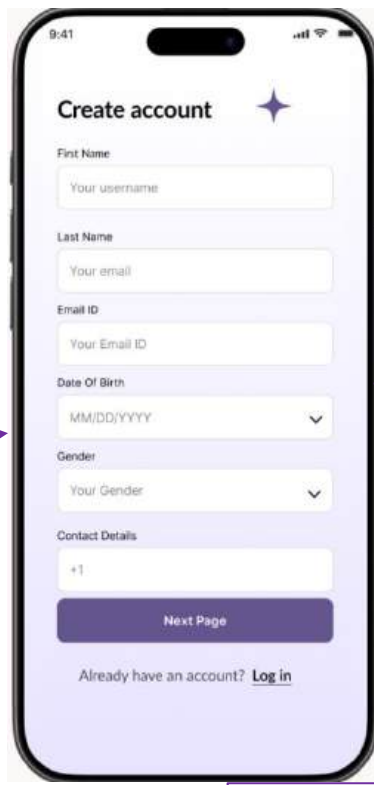 9:41
Create account
First Name
Your username
Last Name
Your email
Email ID
Your Email ID
Date Of Birth
MM/DD/YYYY
Gender
Your Gender
Contact Details
+1
Next Page
Already have an account? Log in